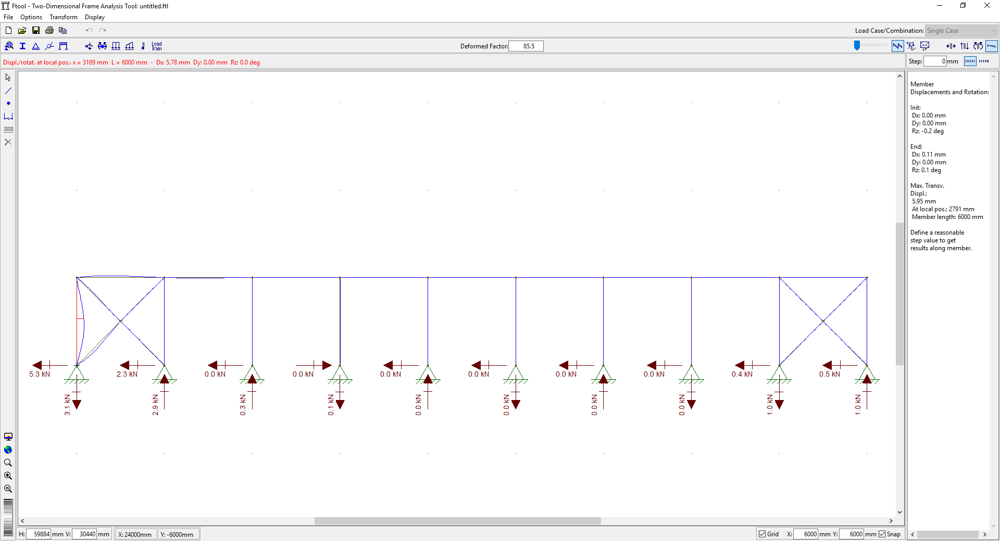 Ftool - Two-Dimensional Frame Analysis Tool: untitled.ftl
File Options Transform Display
Load Case/Combination: Single Case
Load
Train
Deformed Factor: 85.5
LT
Displ./rotat. at local pos.: x = 3189 mm L = 6000 mm - Dx: 5.78 mm Dy: 0.00 mm Rz: 0.0 deg
Step: 0 mm
Member
Displacements and Rotations
Init:
Dx: 0.00 mm
Dy: 0.00 mm
Rz: -0.2 deg
End:
Dx: 0.11 mm
Dy: 0.00 mm
Rz: 0.1 deg
Max. Transv.
Displ.:
5.95 mm
At local pos.: 2791 mm
Member length: 6000 mm
Define a reasonable
step value to get
results along member.
5.3 kN 2.3 kN 0.0 kN 0.0 kN 0.0 kN 0.0 kN 0.0 kN 0.0 kN 0.4 kN 0.5 kN
3.1 kN 2.9 kN 0.3 kN 0.1 kN 0.0 kN 0.0 kN 0.0 kN 0.0 kN 1.0 kN 1.0 kN
H: 59884 mm V: 30440 mm X: 24000mm Y: -6000mm Grid X: 6000 mm Y: 6000 mm Snap